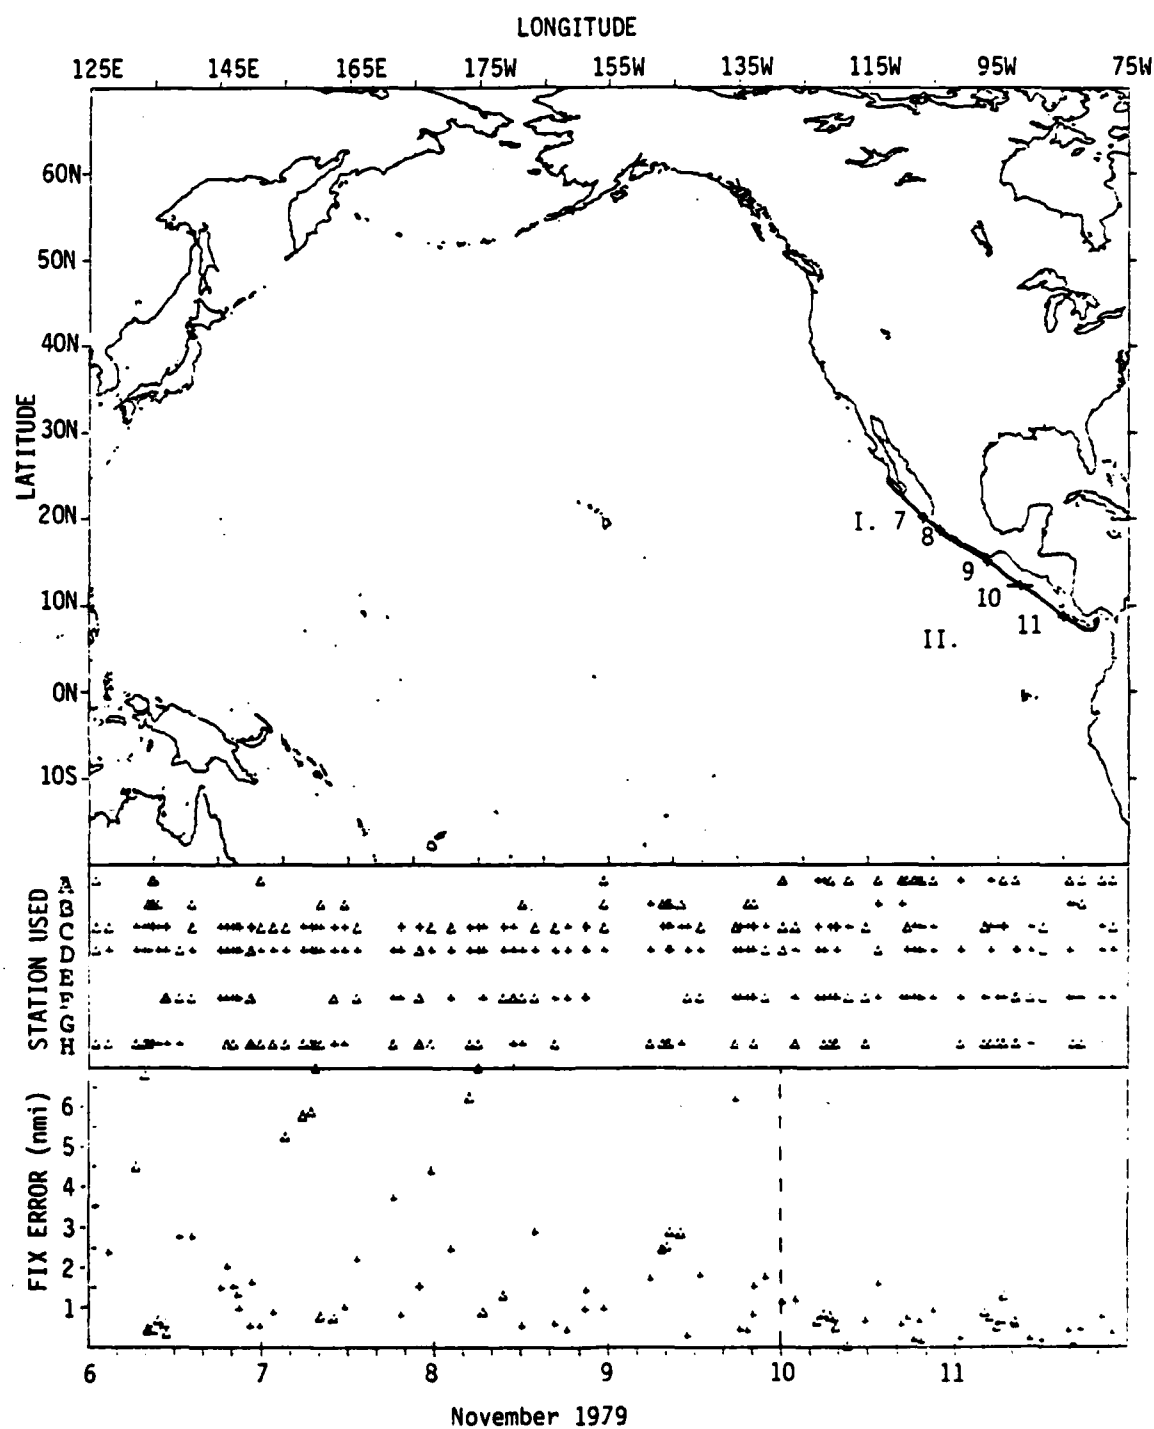 LONGITUDE
125E 145E 165E 175W 155W 135W 115W 95W 75W
LATITUDE
60N
50N
40N
30N
20N
10N
0N
10S
I. 7
8
9
10
11
II.
STATION USED
A
B
C
D
E
F
G
H
FIX ERROR (nmi)
6
5
4
3
2
1
6 7 8 9 10 11
November 1979